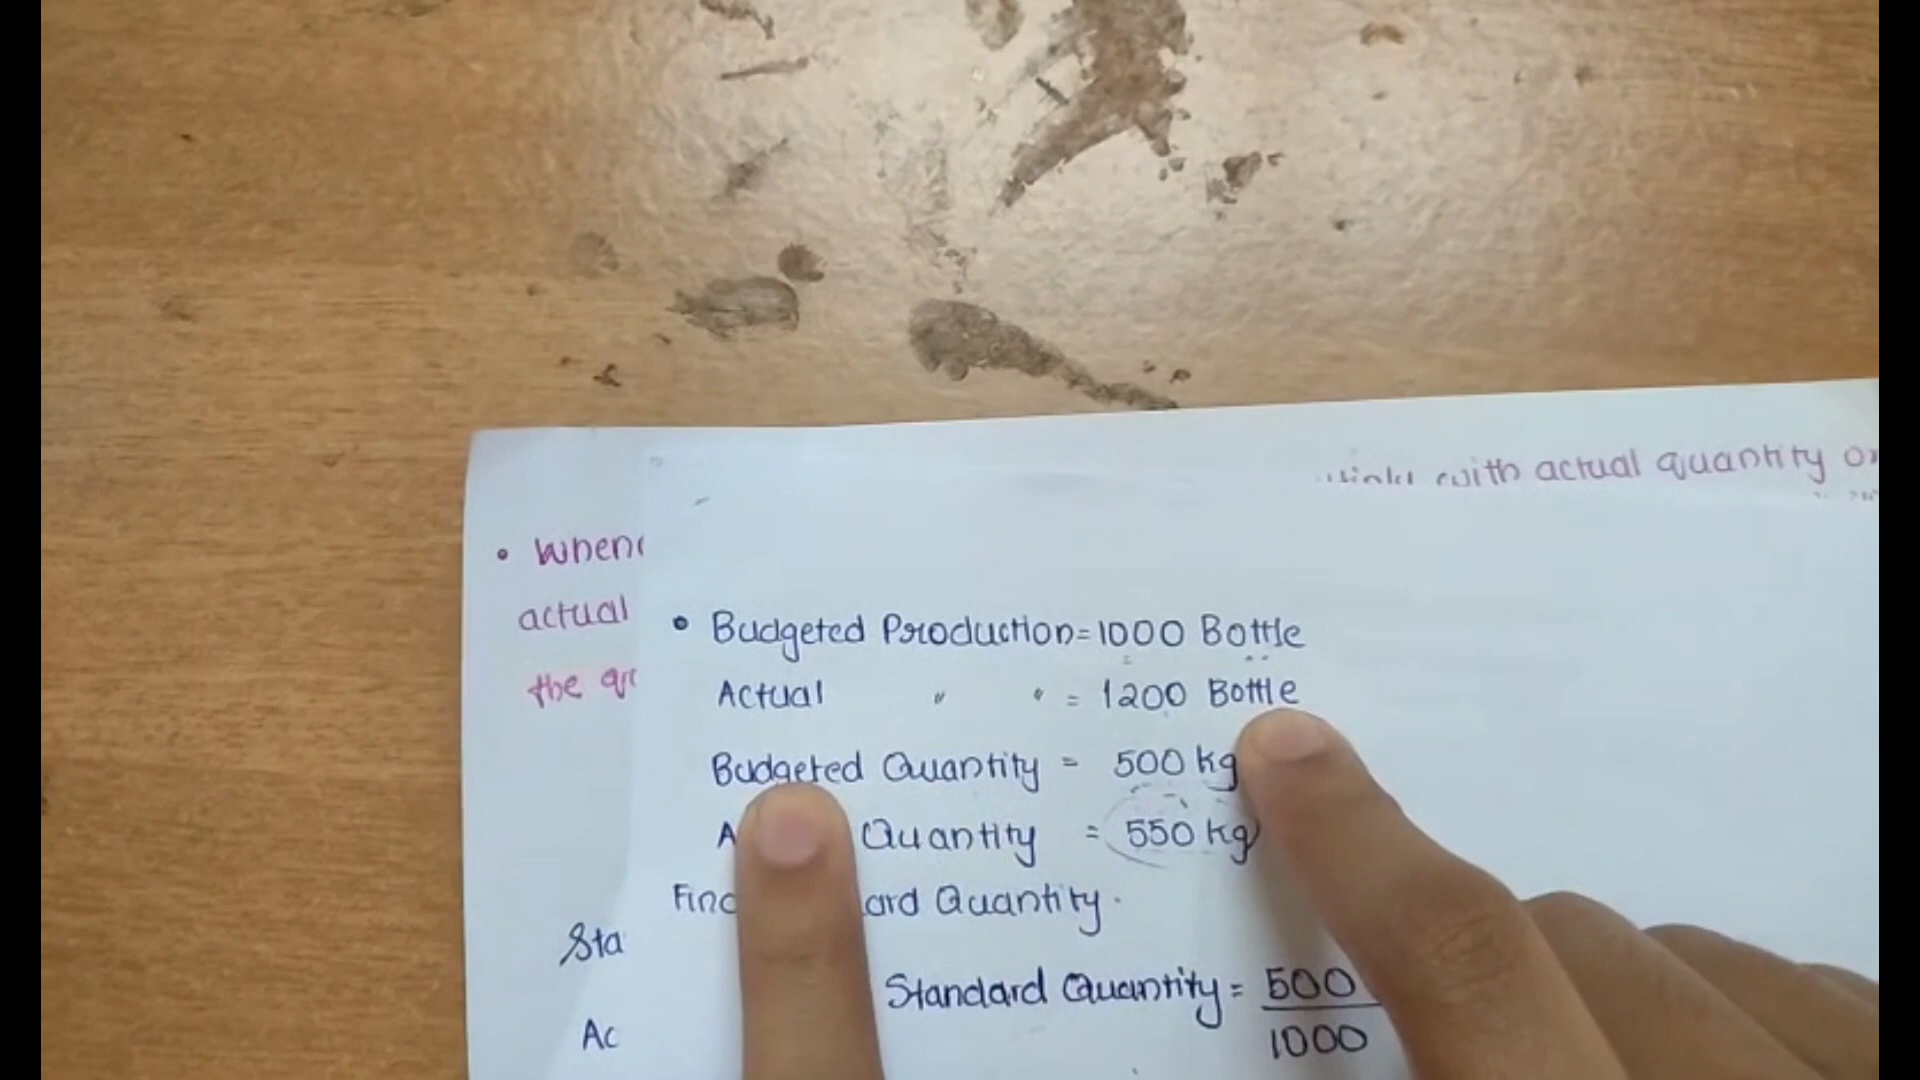 with actual quantity
• When
actual
the
• Budgeted Production = 1000 Bottle
Actual " " = 1200 Bottle
Budgeted Quantity = 500 kg
A Quantity = 550 kg
Find ard Quantity.
Sta
Standard Quantity = 500
1000
Ac